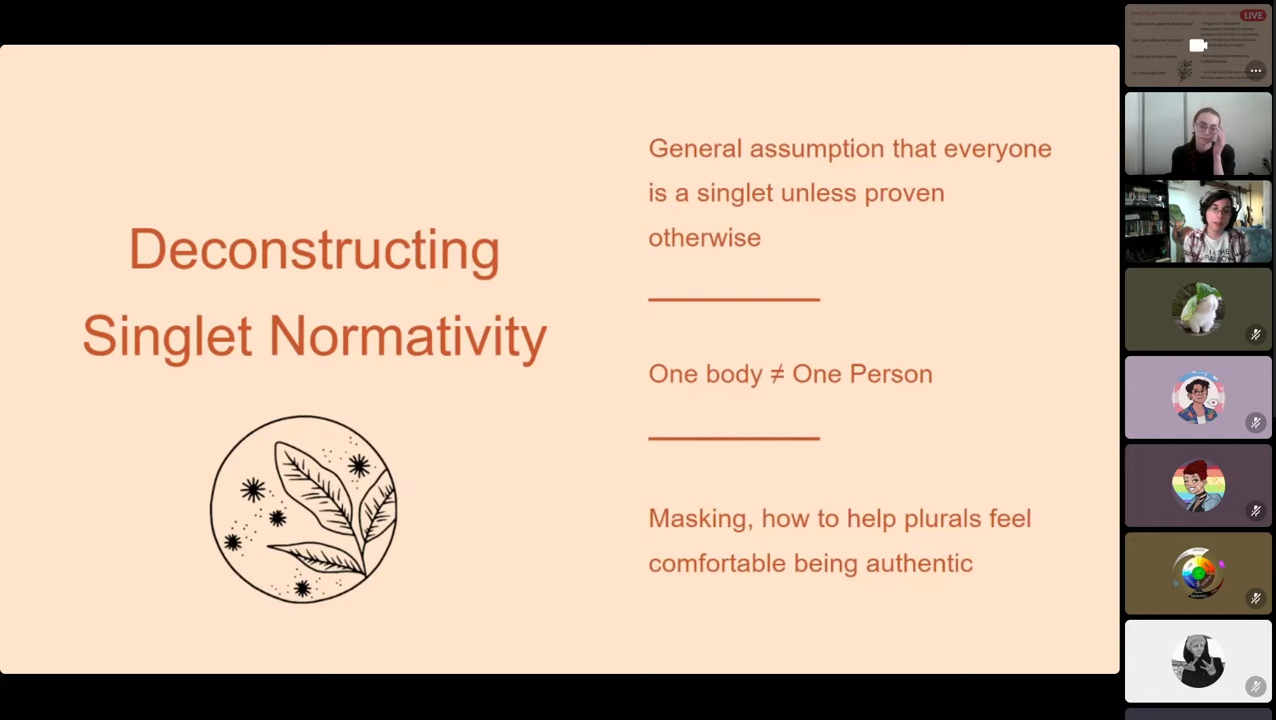 Deconstructing
Singlet Normativity
General assumption that everyone
is a singlet unless proven
otherwise
One body ≠ One Person
Masking, how to help plurals feel
comfortable being authentic
LIVE